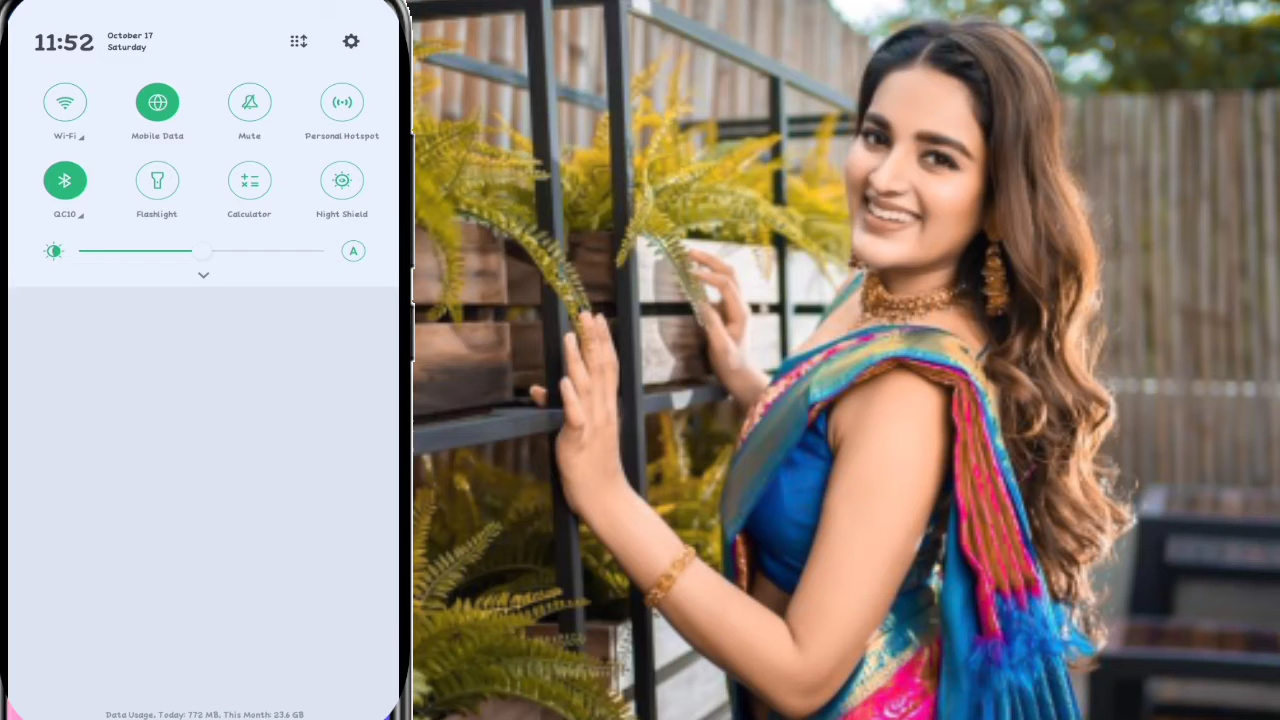 11:52
October 17
Saturday
Wi-Fi
Mobile Data
Mute
Personal Hotspot
QC10
Flashlight
Calculator
Night Shield
A
Data Usage, Today: 772 MB, This Month: 23.6 GB